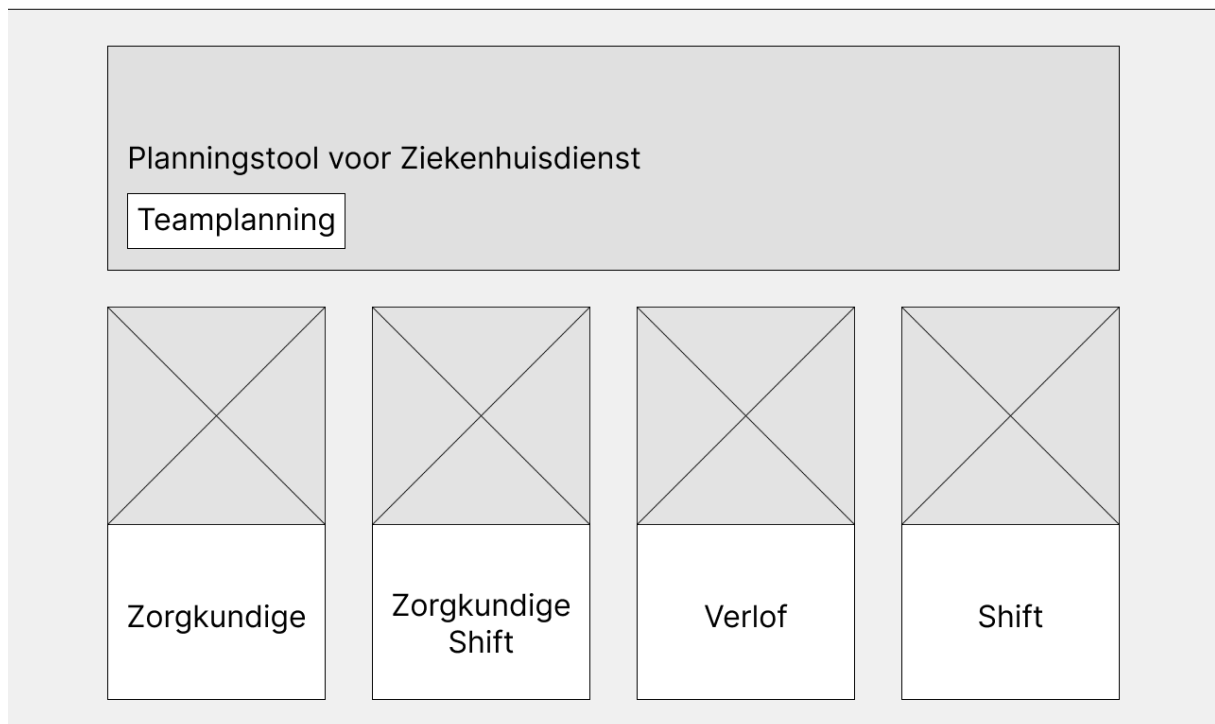 Planningstool voor Ziekenhuisdienst
Teamplanning
Zorgkundige
Zorgkundige
Shift
Verlof
Shift